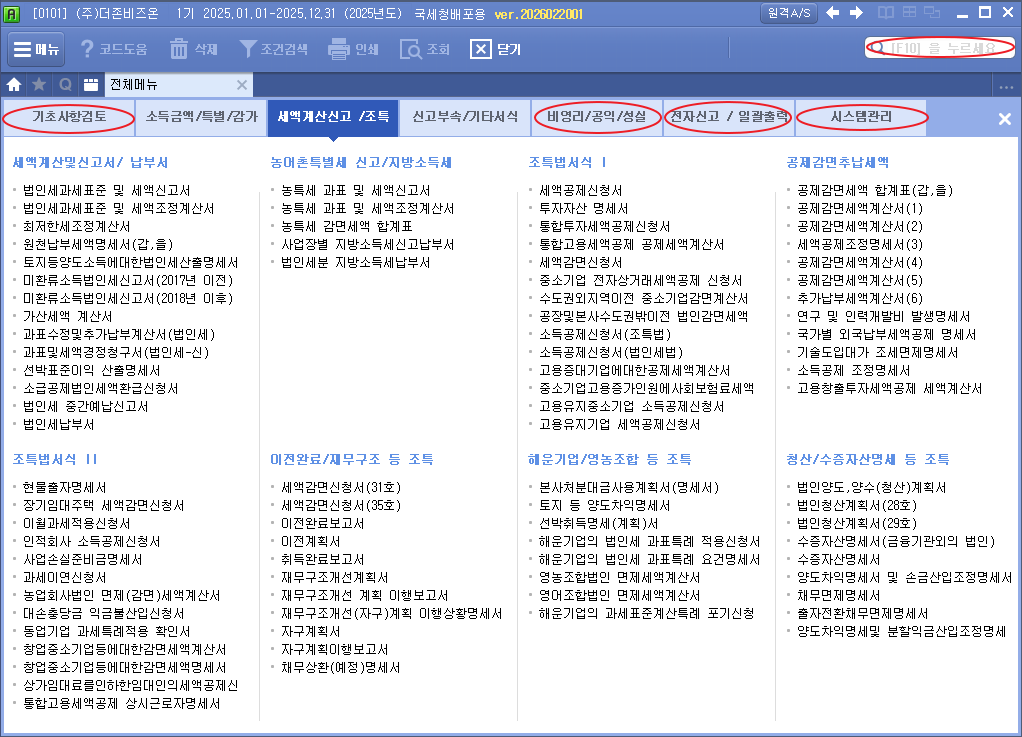 [0101] (주)더존비즈온 1기 2025.01.01-2025.12.31 (2025년도) 국세청배포용 ver.2026022001 원격A/S
메뉴 코드도움 삭제 조건검색 인쇄 조회 닫기 [F10] 을 누르세요
전체메뉴
기초사항검토 소득금액/특별/감가 세액계산신고 /조특 신고부속/기타서식 비영리/공익/성실 전자신고 / 일괄출력 시스템관리
세액계산및신고서/ 납부서
법인세과세표준 및 세액신고서
법인세과세표준 및 세액조정계산서
최저한세조정계산서
원천납부세액명세서(갑,을)
토지등양도소득에대한법인세산출명세서
미환류소득법인세신고서(2017년 이전)
미환류소득법인세신고서(2018년 이후)
가산세액 계산서
과표수정및추가납부계산서(법인세)
과표및세액경정청구서(법인세-신)
선박표준이익 산출명세서
소급공제법인세액환급신청서
법인세 중간예납신고서
법인세납부서
농어촌특별세 신고/지방소득세
농특세 과표 및 세액신고서
농특세 과표 및 세액조정계산서
농특세 감면세액 합계표
사업장별 지방소득세신고납부서
법인세분 지방소득세납부서
조특법서식 I
세액공제신청서
투자자산 명세서
통합투자세액공제신청서
통합고용세액공제 공제세액계산서
세액감면신청서
중소기업 전자상거래세액공제 신청서
수도권외지역이전 중소기업감면계산서
공장및본사수도권밖이전 법인감면세액
소득공제신청서(조특법)
소득공제신청서(법인세법)
고용증대기업에대한공제세액계산서
중소기업고용증가인원에사회보험료세액
고용유지중소기업 소득공제신청서
고용유지기업 세액공제신청서
공제감면추납세액
공제감면세액 합계표(갑,을)
공제감면세액계산서(1)
공제감면세액계산서(2)
세액공제조정명세서(3)
공제감면세액계산서(4)
공제감면세액계산서(5)
추가납부세액계산서(6)
연구 및 인력개발비 발생명세서
국가별 외국납부세액공제 명세서
기술도입대가 조세면제명세서
소득공제 조정명세서
고용창출투자세액공제 세액계산서
조특법서식 II
현물출자명세서
장기임대주택 세액감면신청서
이월과세적용신청서
인적회사 소득공제신청서
사업손실준비금명세서
과세이연신청서
농업회사법인 면제(감면)세액계산서
대손충당금 익금불산입신청서
동업기업 과세특례적용 확인서
창업중소기업등에대한감면세액계산서
창업중소기업등에대한감면세액명세서
상가임대료를인하한임대인의세액공제신
통합고용세액공제 상시근로자명세서
이전완료/재무구조 등 조특
세액감면신청서(31호)
세액감면신청서(35호)
이전완료보고서
이전계획서
취득완료보고서
재무구조개선계획서
재무구조개선 계획 이행보고서
재무구조개선(자구)계획 이행상황명세서
자구계획서
자구계획이행보고서
채무상환(예정)명세서
해운기업/영농조합 등 조특
본사처분대금사용계획서(명세서)
토지 등 양도차익명세서
선박취득명세(계획)서
해운기업의 법인세 과표특례 적용신청서
해운기업의 법인세 과표특례 요건명세서
영농조합법인 면제세액계산서
영어조합법인 면제세액계산서
해운기업의 과세표준계산특례 포기신청
청산/수증자산명세 등 조특
법인양도,양수(청산)계획서
법인청산계획서(28호)
법인청산계획서(29호)
수증자산명세서(금융기관외의 법인)
수증자산명세서
양도차익명세서 및 손금산입조정명세서
채무면제명세서
출자전환채무면제명세서
양도차익명세및 분할익금산입조정명세